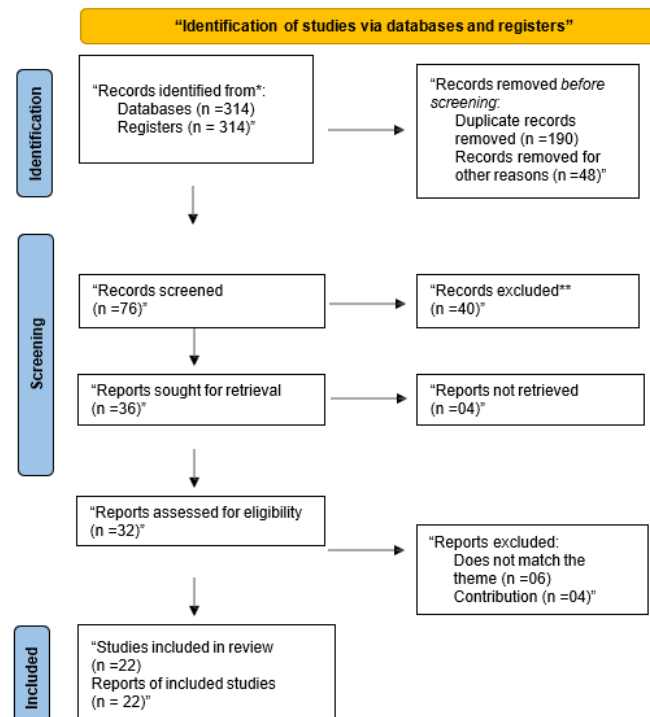 “Identification of studies via databases and registers”
Identification
“Records identified from*:
Databases (n =314)
Registers (n = 314)”
“Records removed before
screening:
Duplicate records
removed (n =190)
Records removed for
other reasons (n =48)”
Screening
“Records screened
(n =76)”
“Records excluded**
(n =40)”
“Reports sought for retrieval
(n =36)”
“Reports not retrieved
(n =04)”
“Reports assessed for eligibility
(n =32)”
“Reports excluded:
Does not match the
theme (n =06)
Contribution (n =04)”
Included
“Studies included in review
(n =22)
Reports of included studies
(n = 22)”